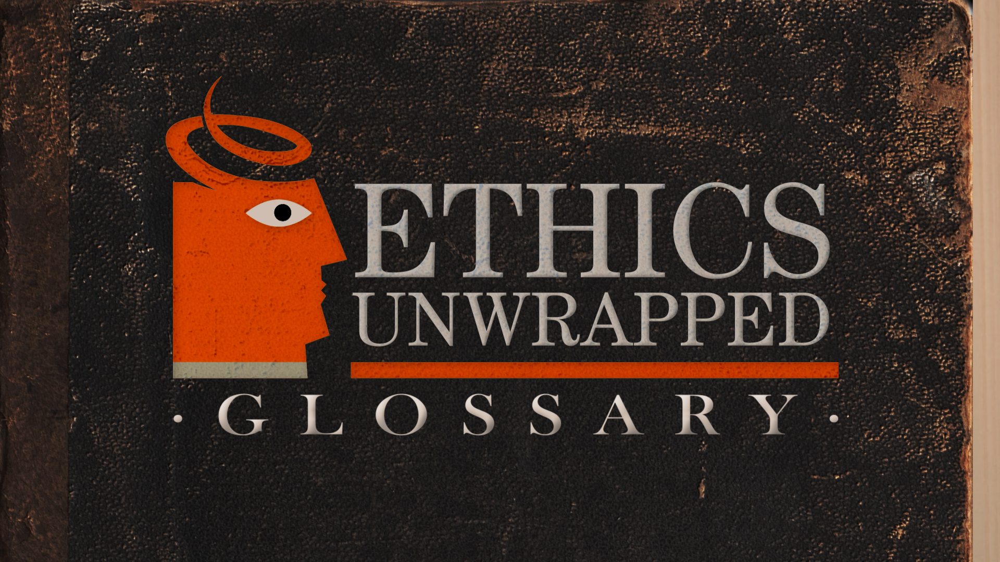 ETHICS
UNWRAPPED
· GLOSSARY ·